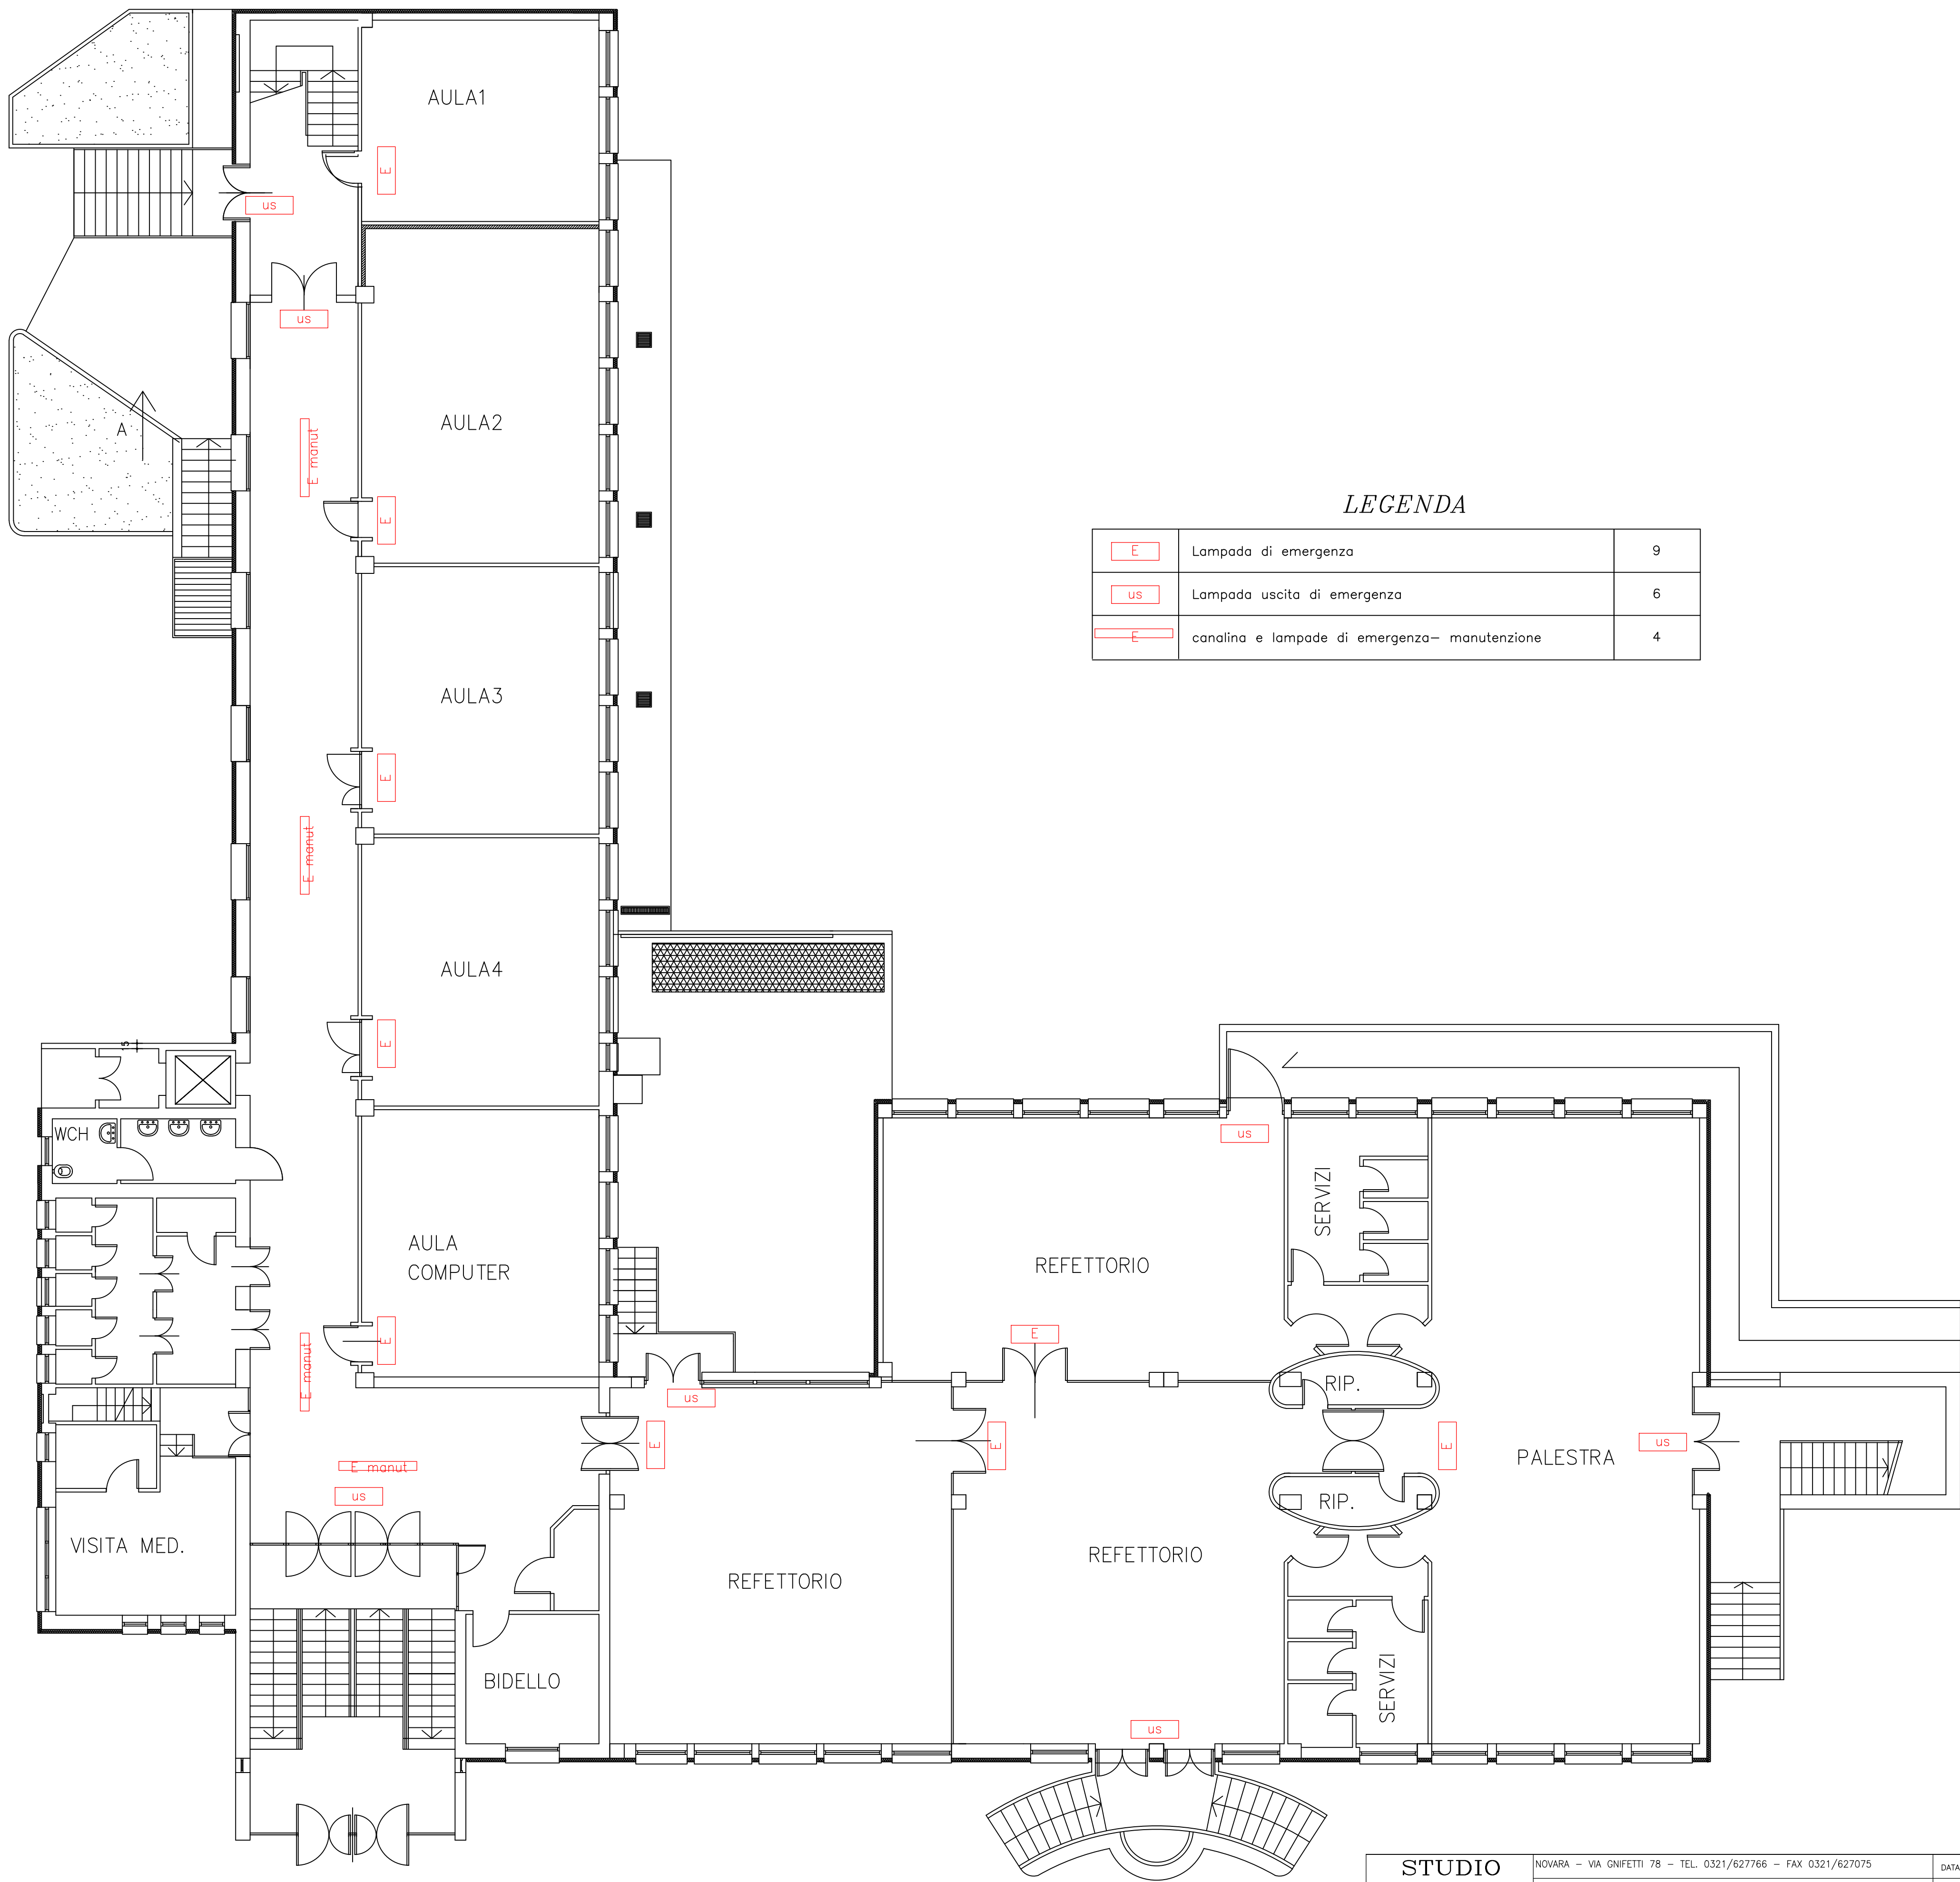 AULA1
E
us
us
AULA2
A
E manut
E
LEGENDA
E Lampada di emergenza 9
us Lampada uscita di emergenza 6
E canalina e lampade di emergenza- manutenzione 4
AULA3
E
E manut
AULA4
E
15
WCH
us
SERVIZI
AULA
COMPUTER
REFETTORIO
E
E
E manut
RIP.
us
E
E
E
us
PALESTRA
E manut
us
RIP.
VISITA MED.
REFETTORIO
REFETTORIO
BIDELLO
SERVIZI
us
STUDIO
NOVARA - VIA GNIFETTI 78 - TEL. 0321/627766 - FAX 0321/627075
DATA